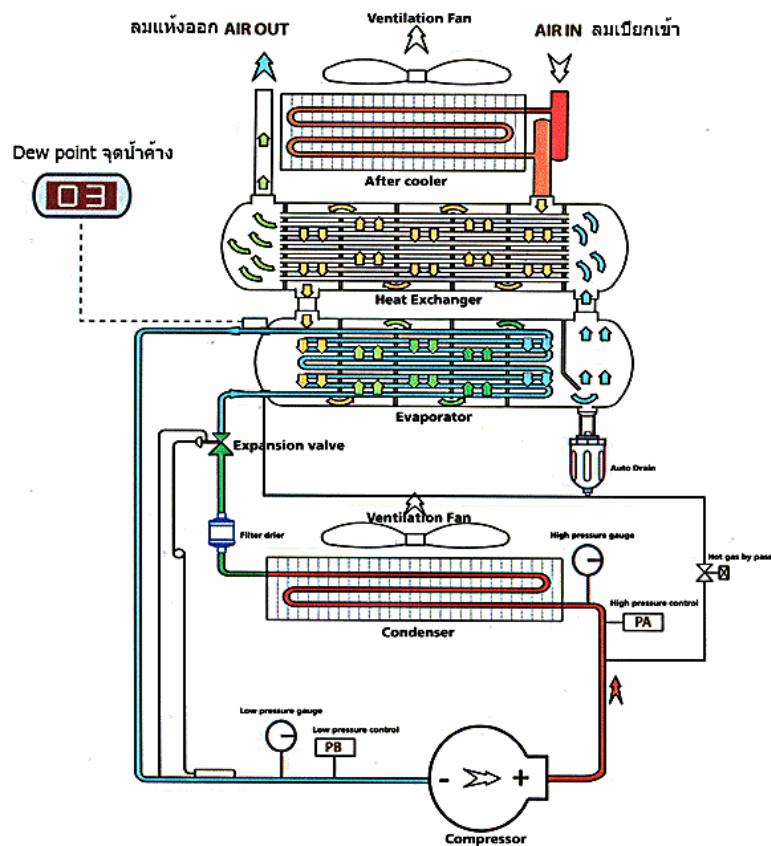 Ventilation Fan
ลมแห้งออก AIR OUT
AIR IN ลมเปียกเข้า
After cooler
Dew point จุดน้ำค้าง
03
Heat Exchanger
Evaporator
Expansion valve
Auto Drain
Ventilation Fan
Filter drier
High pressure gauge
Hot gas by pass
High pressure control
PA
Condenser
Low pressure gauge
Low pressure control
PB
- +
Compressor